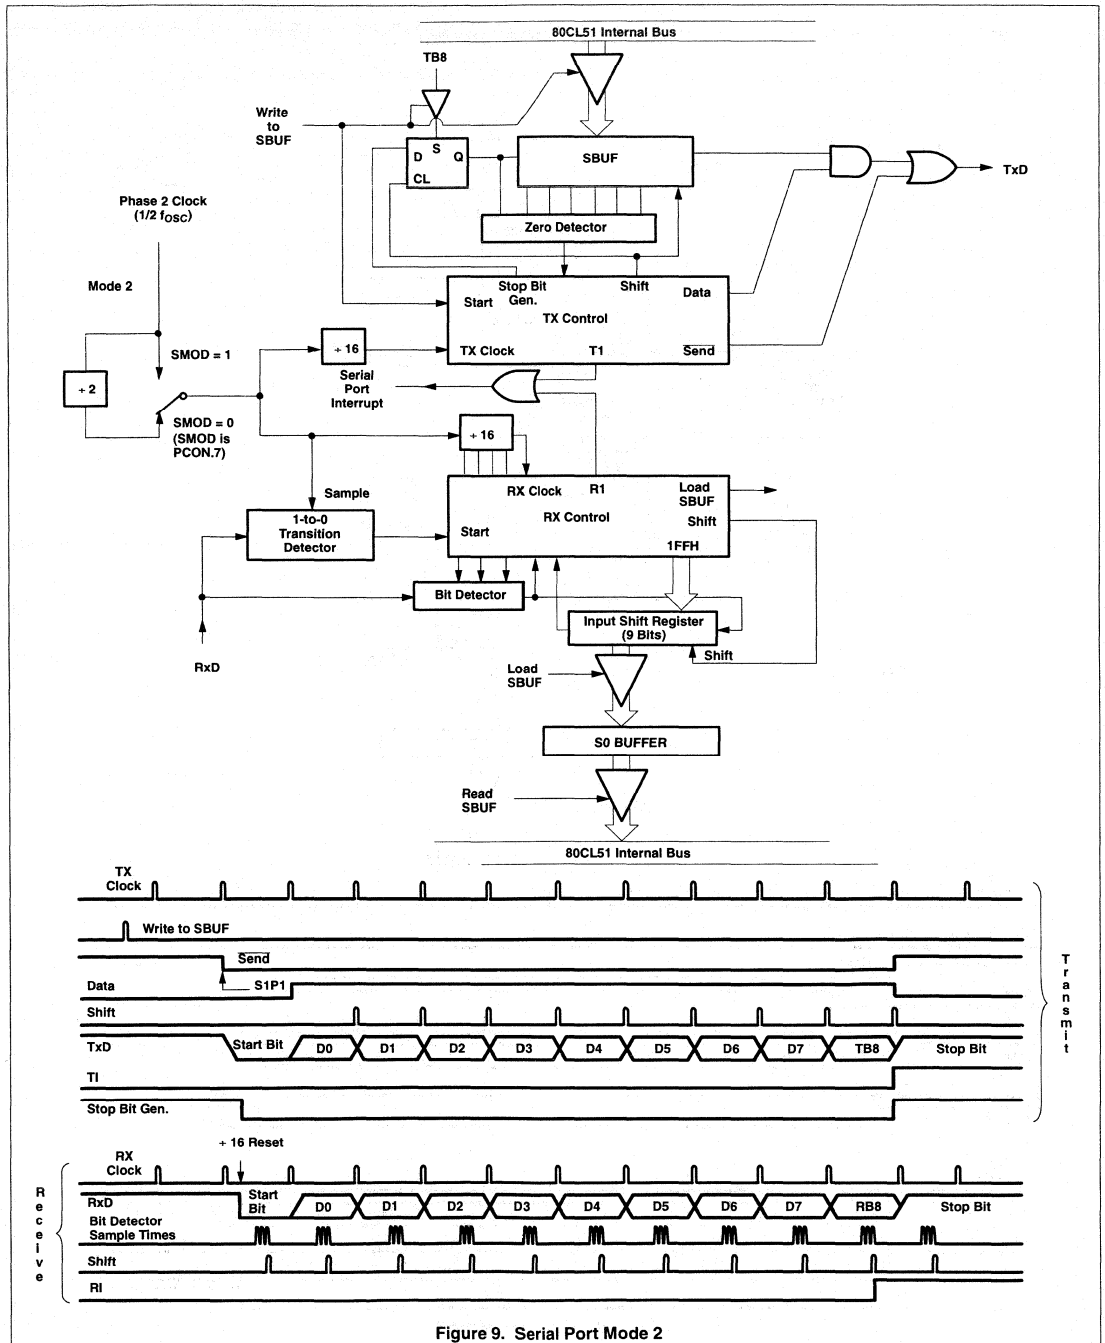 80CL51 Internal Bus
TB8
Write
to
SBUF
S
D Q
CL
SBUF
TxD
Phase 2 Clock
(1/2 fOSC)
Zero Detector
Mode 2
Stop Bit
Gen.
Shift
Data
Start
TX Control
TX Clock
T1
Send
SMOD = 1
÷ 16
Serial
Port
Interrupt
÷ 2
SMOD = 0
(SMOD is
PCON.7)
÷ 16
Sample
RX Clock
R1
Load
SBUF
RX Control
Shift
Start
1FFH
1-to-0
Transition
Detector
Bit Detector
Input Shift Register
(9 Bits)
Shift
RxD
Load
SBUF
S0 BUFFER
Read
SBUF
80CL51 Internal Bus
TX
Clock
Write to SBUF
Send
S1P1
Data
Shift
TxD
Start Bit D0 D1 D2 D3 D4 D5 D6 D7 TB8 Stop Bit
TI
Stop Bit Gen.
Transmit
÷ 16 Reset
RX
Clock
RxD
Start
Bit
D0 D1 D2 D3 D4 D5 D6 D7 RB8 Stop Bit
Bit Detector
Sample Times
Shift
RI
Receive
Figure 9. Serial Port Mode 2